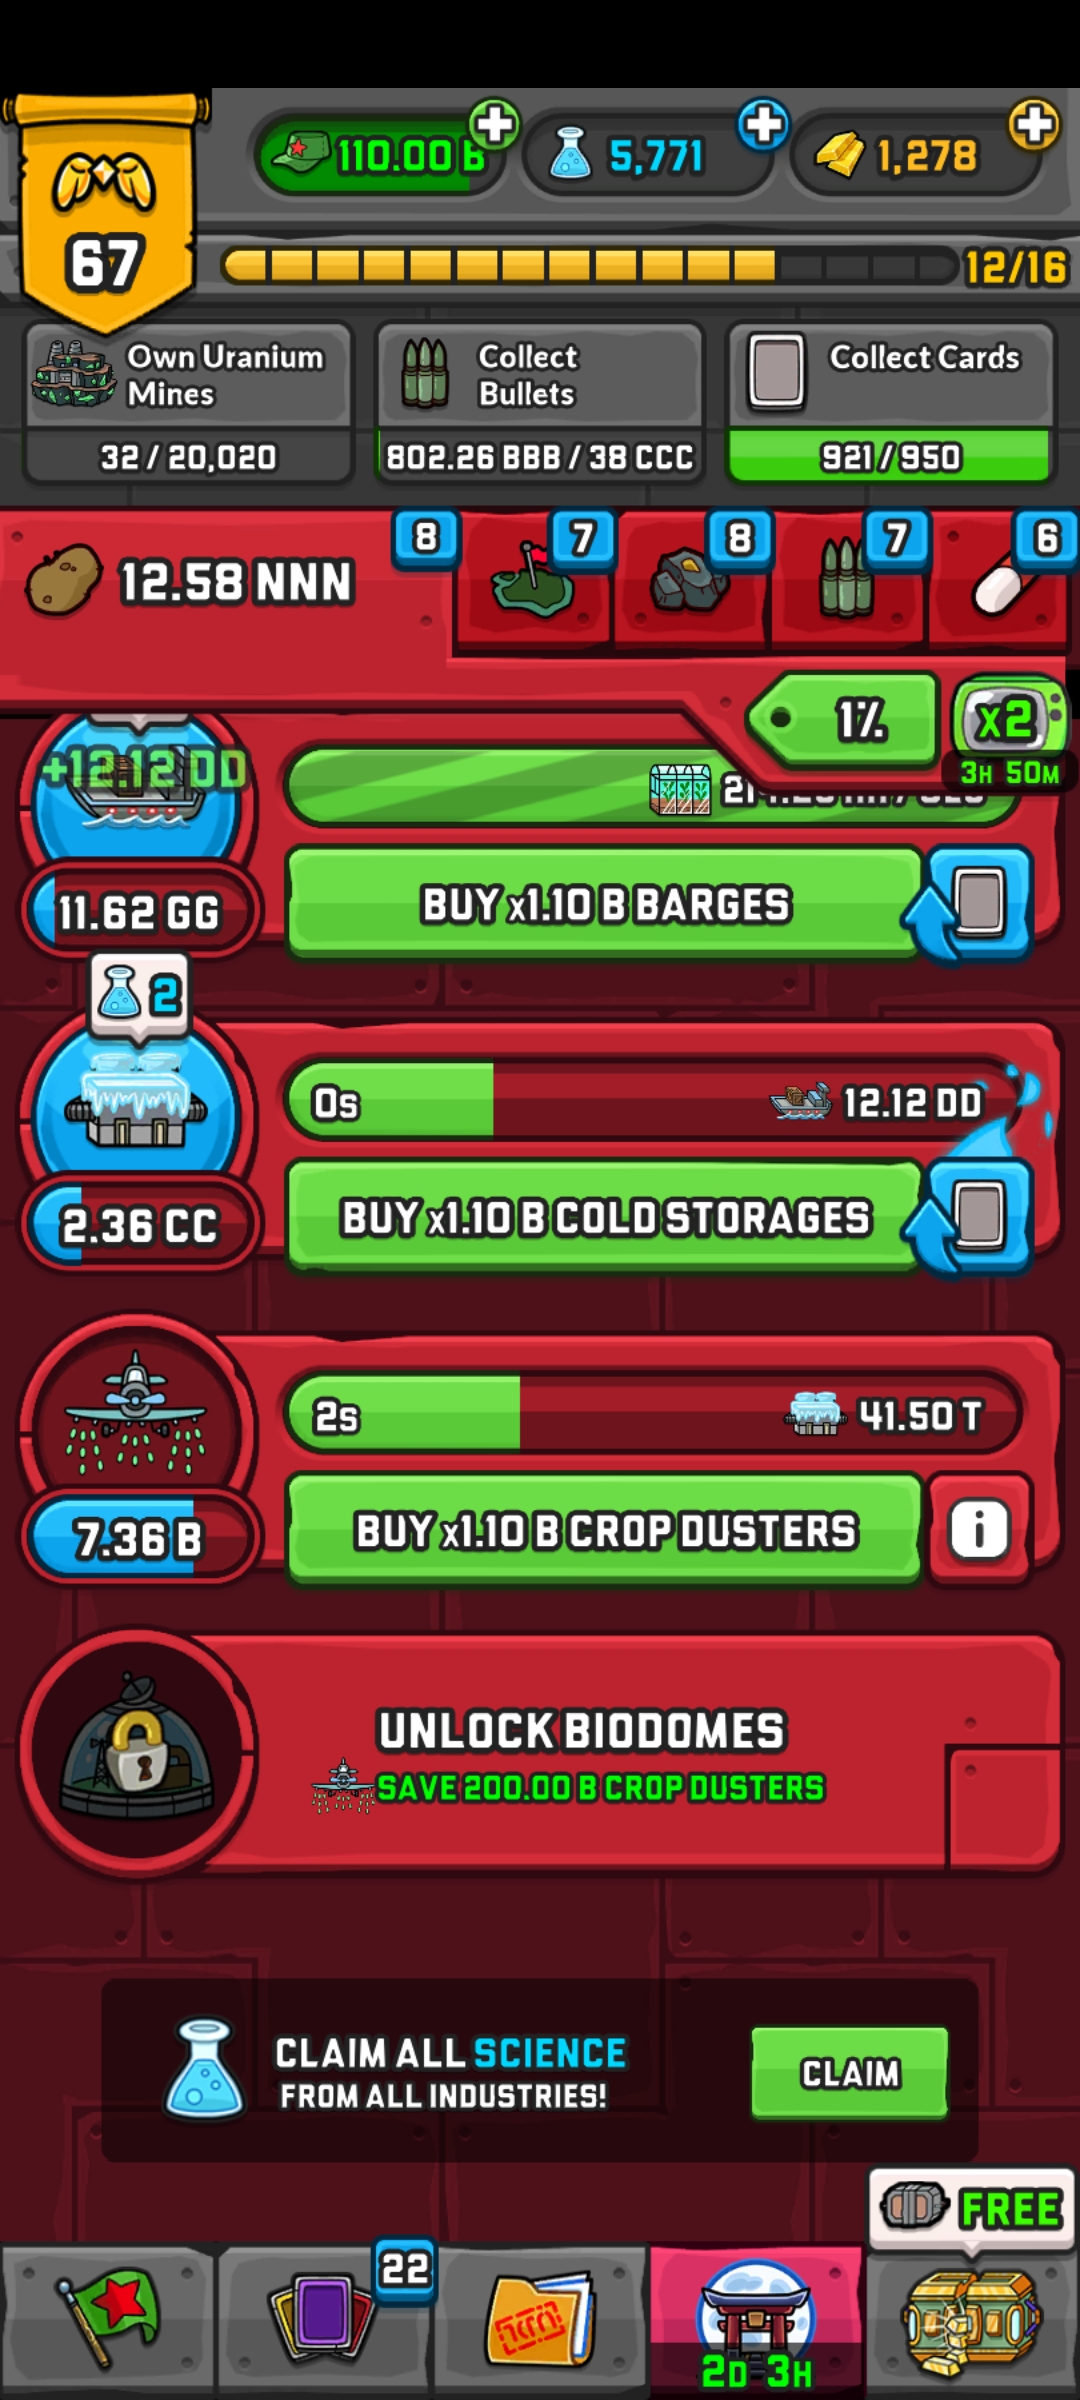 110.00 B
5,771
1,278
67
12/16
Own Uranium
Mines
32 / 20,020
Collect
Bullets
802.26 BBB / 38 CCC
Collect Cards
921 / 950
12.58 NNN
8
7
8
7
6
1%
x2
3H 50M
+12.12 DD
11.62 GG
BUY x1.10 B BARGES
2
0s
12.12 DD
2.36 CC
BUY x1.10 B COLD STORAGES
2s
41.50 T
7.36 B
BUY x1.10 B CROP DUSTERS
i
UNLOCK BIODOMES
SAVE 200.00 B CROP DUSTERS
CLAIM ALL SCIENCE
FROM ALL INDUSTRIES!
CLAIM
FREE
22
2D 3H